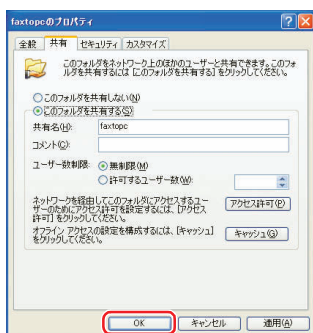 faxtopcのプロパティ
全般 共有 セキュリティ カスタマイズ
このフォルダをネットワーク上のほかのユーザーと共有できます。このフォ
ルダを共有するには [このフォルダを共有する] をクリックしてください。
このフォルダを共有しない(N)
このフォルダを共有する(S)
共有名(H): faxtopc
コメント(C):
ユーザー数制限: 無制限(M)
許可するユーザー数(W):
ネットワークを経由してこのフォルダにアクセスするユー
ザーのためにアクセス許可を設定するには、[アクセス
許可] をクリックしてください。
アクセス許可(P)
オフライン アクセスの設定を構成するには、[キャッシュ]
をクリックしてください。
キャッシュ(G)
OK キャンセル 適用(A)